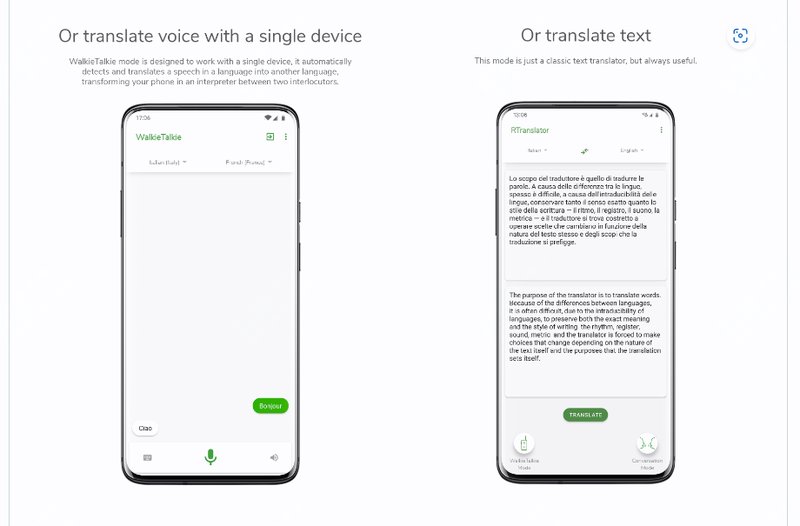 Or translate voice with a single device
WalkieTalkie mode is designed to work with a single device, it automatically
detects and translates a speech in a language into another language,
transforming your phone in an interpreter between two interlocutors.
17:06
WalkieTalkie
Italian (Italy)
French (France)
Bonjour
Ciao
Or translate text
This mode is just a classic text translator, but always useful.
13:08
RTranslator
Italian
English
Lo scopo del traduttore è quello di tradurre le
parole. A causa delle differenze tra le lingue,
spesso è difficile, a causa dell'intraducibilità delle
lingue, conservare tanto il senso esatto quanto lo
stile della scrittura — il ritmo, il registro, il suono, la
metrica — e il traduttore si trova costretto a
operare scelte che cambiano in funzione della
natura del testo stesso e degli scopi che la
traduzione si prefigge.
The purpose of the translator is to translate words.
Because of the differences between languages,
it is often difficult, due to the intraducibility of
languages, to preserve both the exact meaning
and the style of writing the rhythm, register,
sound, metric and the translator is forced to make
choices that change depending on the nature of
the text itself and the purposes that the translation
sets itself.
TRANSLATE
WalkieTalkie
Mode
Conversation
Mode